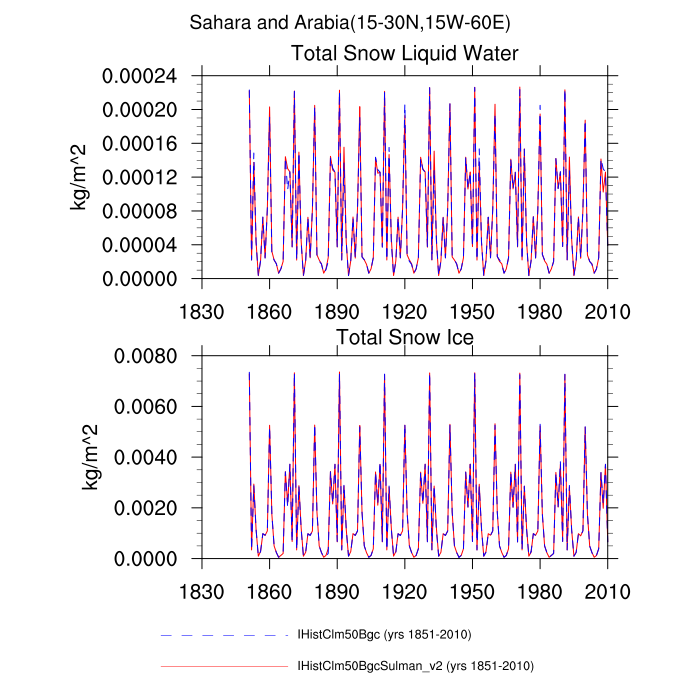 Sahara and Arabia(15-30N,15W-60E)
Total Snow Liquid Water
0.00024
0.00020
0.00016
0.00012
0.00008
0.00004
0.00000
kg/m^2
1830 1860 1890 1920 1950 1980 2010
Total Snow Ice
0.0080
0.0060
0.0040
0.0020
0.0000
kg/m^2
1830 1860 1890 1920 1950 1980 2010
IHistClm50Bgc (yrs 1851-2010)
IHistClm50BgcSulman_v2 (yrs 1851-2010)